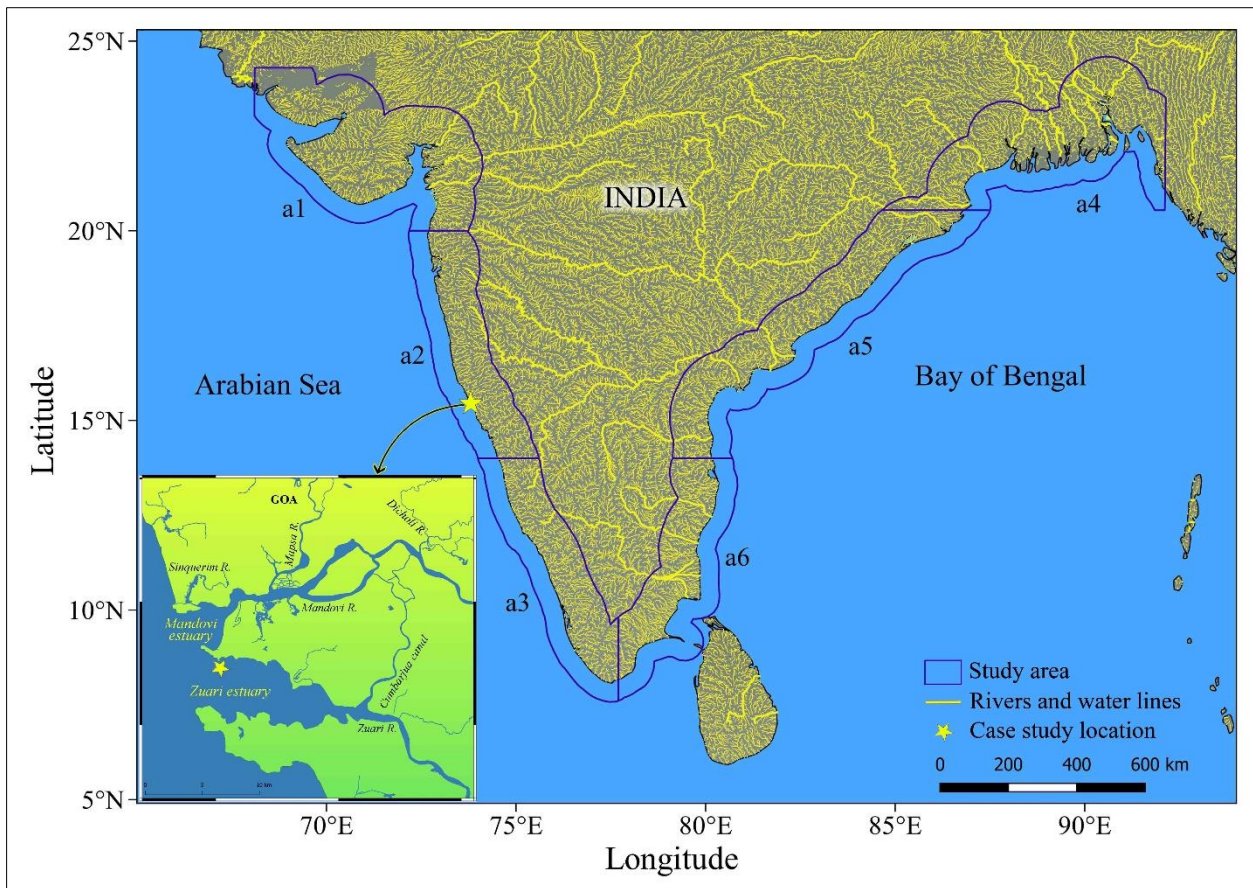 25°N
20°N
15°N
10°N
5°N
Latitude
70°E
75°E
80°E
85°E
90°E
Longitude
INDIA
Arabian Sea
Bay of Bengal
a1
a2
a3
a4
a5
a6
Study area
Rivers and water lines
Case study location
0 200 400 600 km
GOA
Mapsa R.
Dicholi R.
Sinquerim R.
Mandovi R.
Mandovi
estuary
Zuari estuary
Cumbarjua canal
Zuari R.